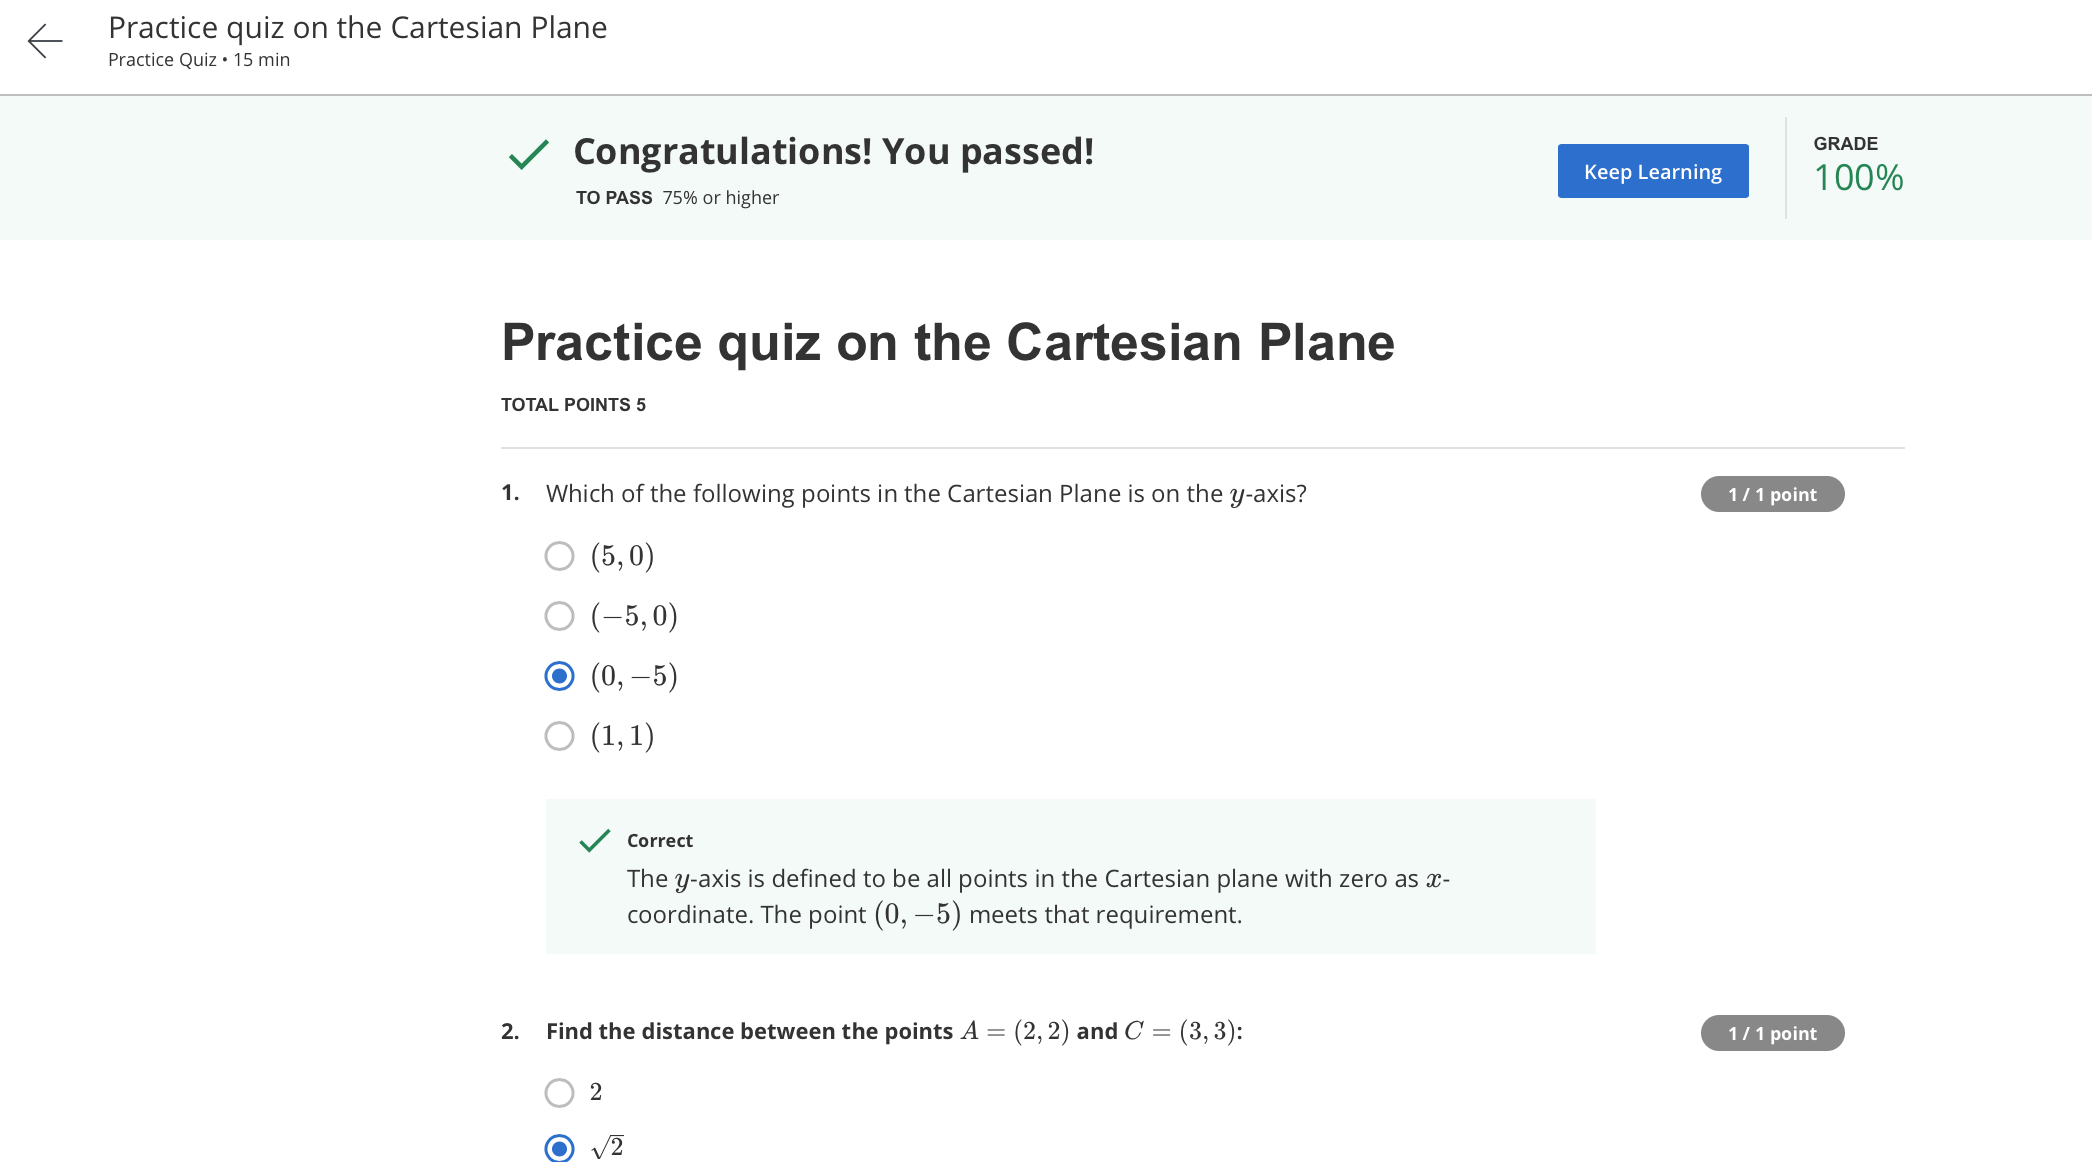 Practice quiz on the Cartesian Plane
Practice Quiz • 15 min
Congratulations! You passed!
TO PASS 75% or higher
Keep Learning
GRADE
100%
Practice quiz on the Cartesian Plane
TOTAL POINTS 5
1. Which of the following points in the Cartesian Plane is on the y-axis?
1 / 1 point
(5, 0)
(−5, 0)
(0, −5)
(1, 1)
Correct
The y-axis is defined to be all points in the Cartesian plane with zero as x-
coordinate. The point (0, −5) meets that requirement.
2. Find the distance between the points A = (2, 2) and C = (3, 3):
1 / 1 point
2
√2